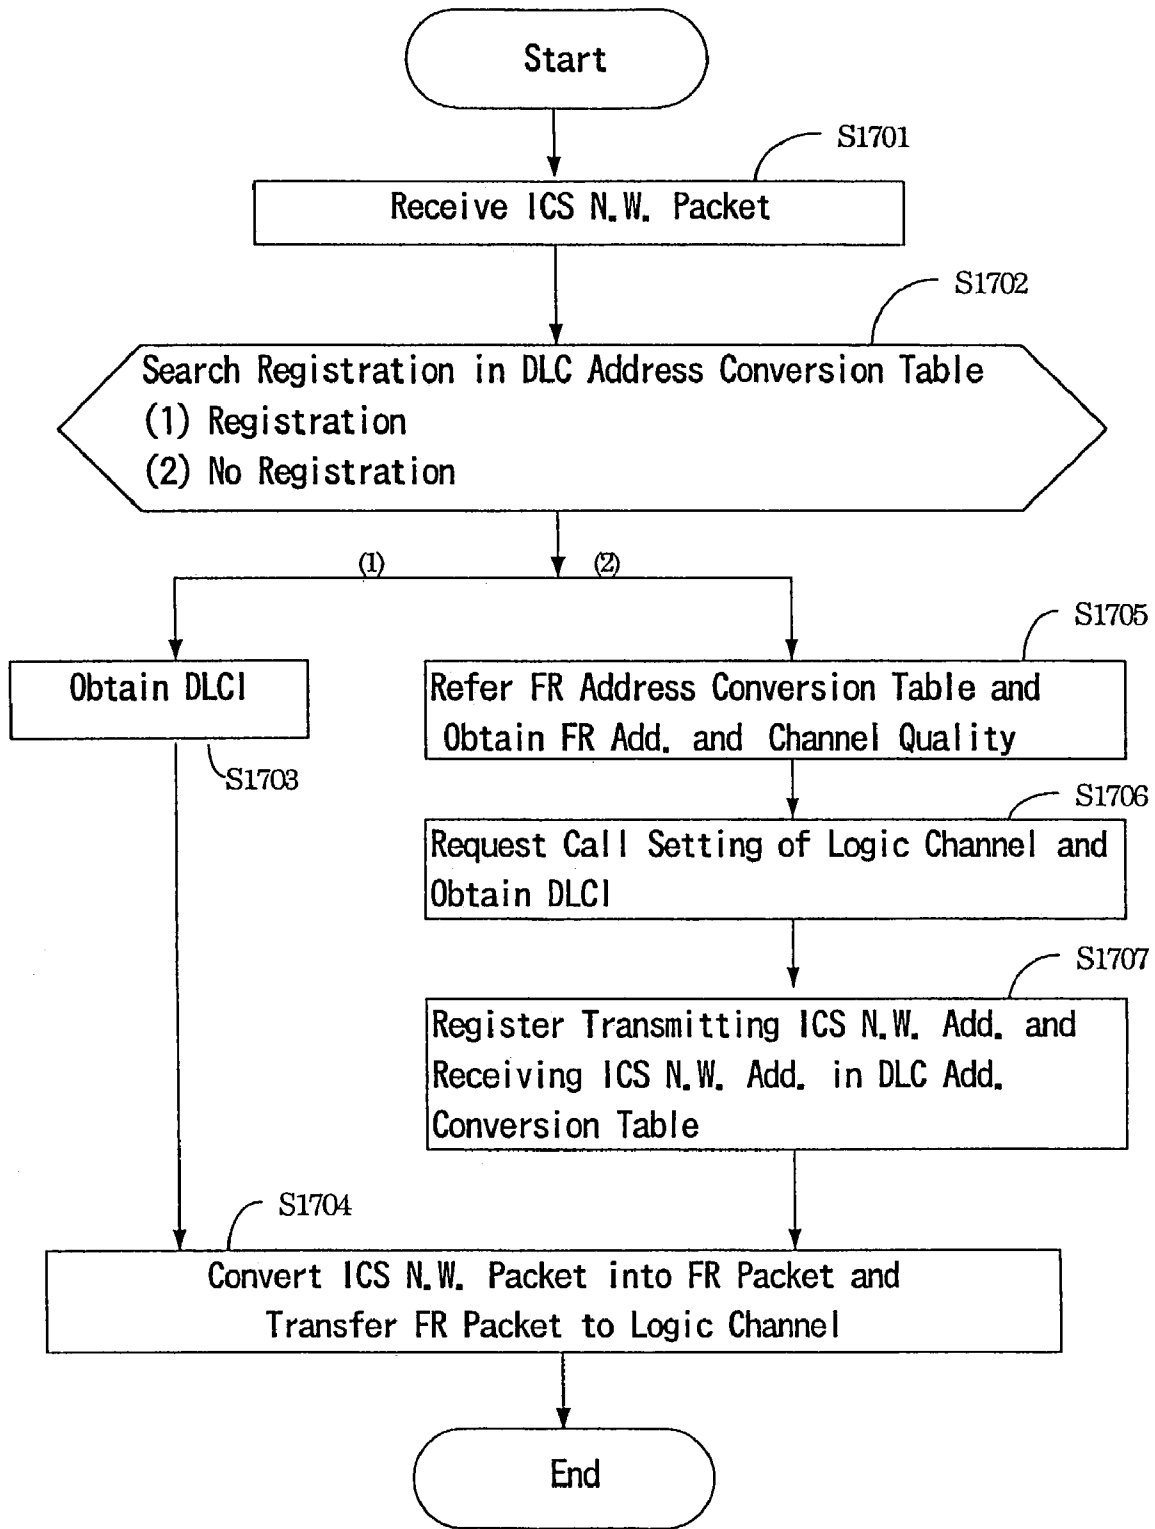 Start
S1701
Receive ICS N.W. Packet
S1702
Search Registration in DLC Address Conversion Table
(1) Registration
(2) No Registration
(1)
(2)
S1705
Obtain DLCI
S1703
Refer FR Address Conversion Table and
Obtain FR Add. and Channel Quality
S1706
Request Call Setting of Logic Channel and
Obtain DLCI
S1707
Register Transmitting ICS N.W. Add. and
Receiving ICS N.W. Add. in DLC Add.
Conversion Table
S1704
Convert ICS N.W. Packet into FR Packet and
Transfer FR Packet to Logic Channel
End